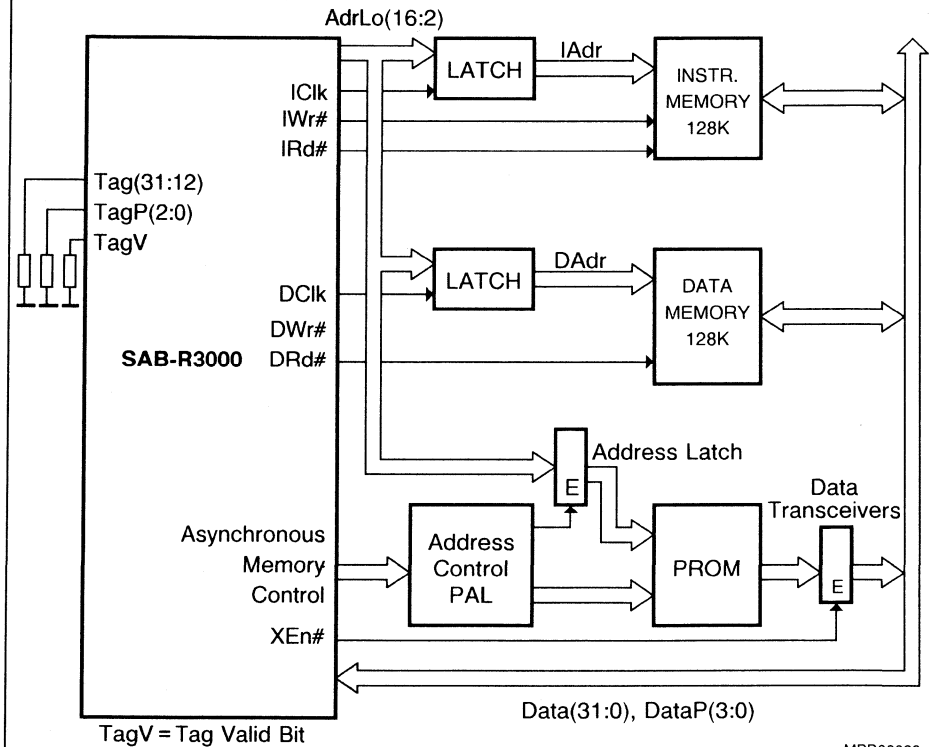 AdrLo(16:2)
LATCH
IAdr
INSTR.
MEMORY
128K
IClk
IWr#
IRd#
Tag(31:12)
TagP(2:0)
TagV
LATCH
DAdr
DATA
MEMORY
128K
DClk
DWr#
DRd#
SAB-R3000
Address Latch
E
Data
Transceivers
E
Asynchronous
Memory
Control
Address
Control
PAL
PROM
XEn#
Data(31:0), DataP(3:0)
TagV = Tag Valid Bit